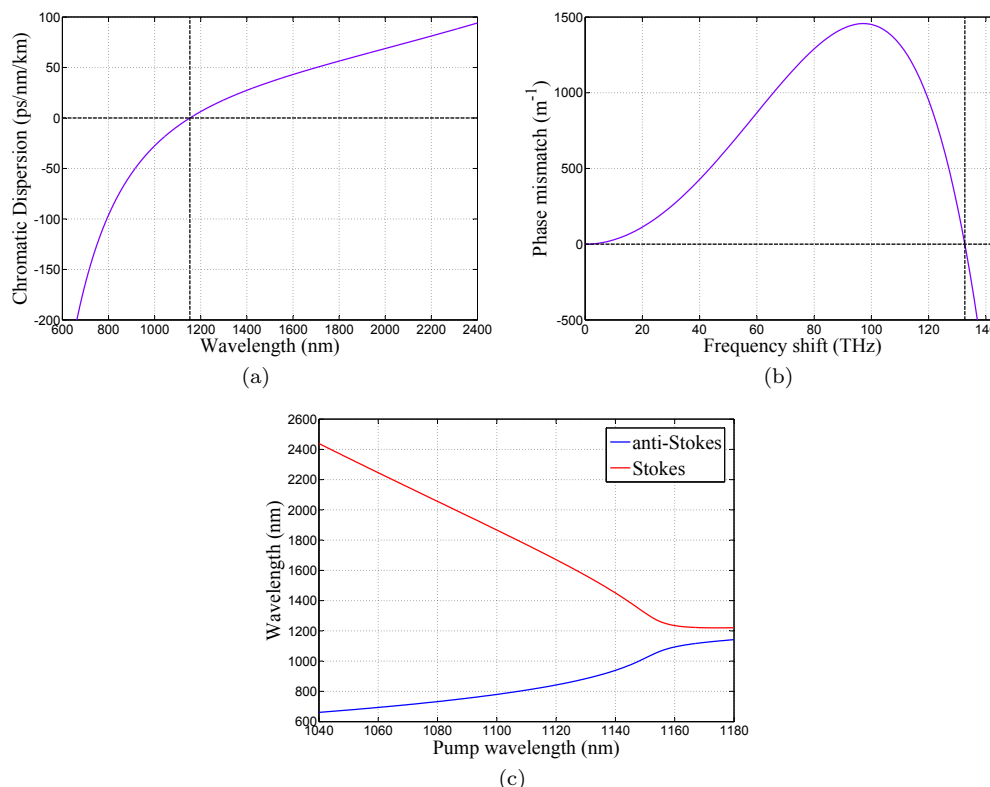 100
50
0
-50
-100
-150
-200
600 800 1000 1200 1400 1600 1800 2000 2200 2400
Chromatic Dispersion (ps/nm/km)
Wavelength (nm)
(a)
1500
1000
500
0
-500
0 20 40 60 80 100 120 140
Phase mismatch (m⁻¹)
Frequency shift (THz)
(b)
2600
2400
2200
2000
1800
1600
1400
1200
1000
800
600
1040 1060 1080 1100 1120 1140 1160 1180
Wavelength (nm)
Pump wavelength (nm)
anti-Stokes
Stokes
(c)